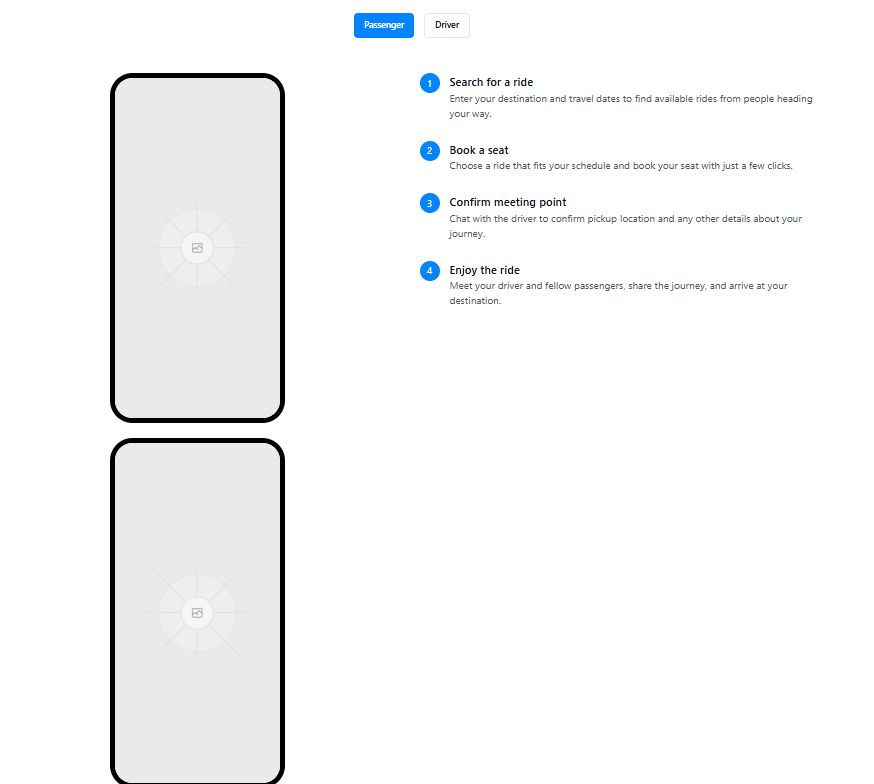 Passenger
Driver
1
Search for a ride
Enter your destination and travel dates to find available rides from people heading
your way.
2
Book a seat
Choose a ride that fits your schedule and book your seat with just a few clicks.
3
Confirm meeting point
Chat with the driver to confirm pickup location and any other details about your
journey.
4
Enjoy the ride
Meet your driver and fellow passengers, share the journey, and arrive at your
destination.